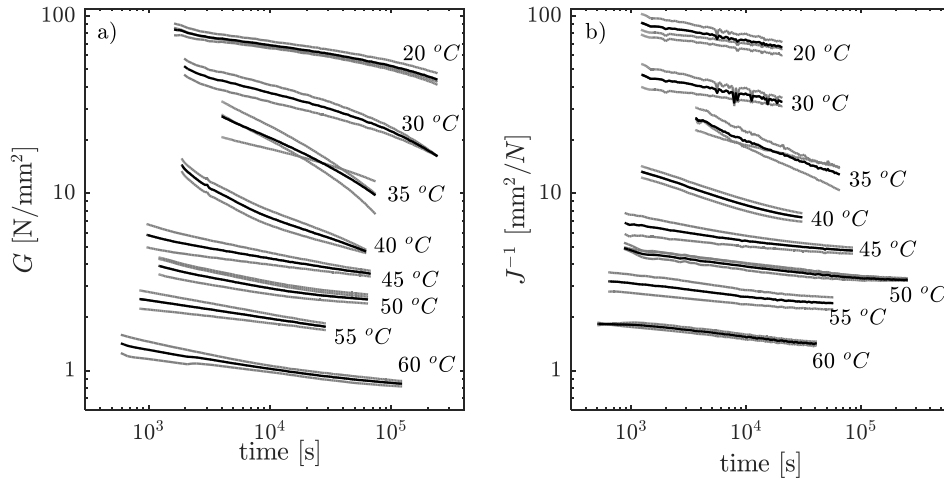 a)
G [N/mm²]
100
10
1
20 °C
30 °C
35 °C
40 °C
45 °C
50 °C
55 °C
60 °C
10³ 10⁴ 10⁵
time [s]
b)
J⁻¹ [mm²/N]
100
10
1
20 °C
30 °C
35 °C
40 °C
45 °C
50 °C
55 °C
60 °C
10³ 10⁴ 10⁵
time [s]